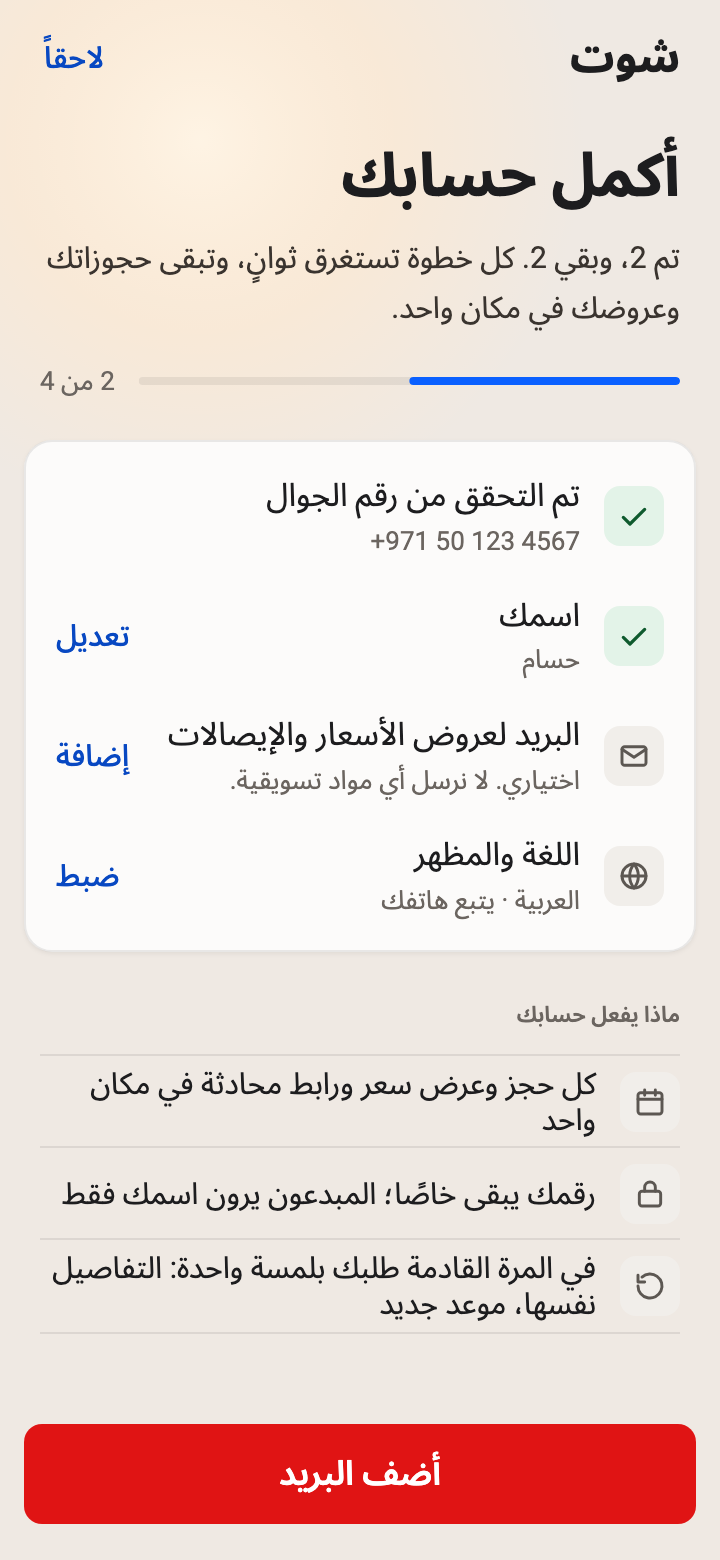 شوت
لاحقاً
أكمل حسابك
تم 2، وبقي 2. كل خطوة تستغرق ثوانٍ، وتبقى حجوزاتك
وعروضك في مكان واحد.
2 من 4
تم التحقق من رقم الجوال
+971 50 123 4567
اسمك
حسام
تعديل
البريد لعروض الأسعار والإيصالات
اختياري. لا نرسل أي مواد تسويقية.
إضافة
اللغة والمظهر
العربية · يتبع هاتفك
ضبط
ماذا يفعل حسابك
كل حجز وعرض سعر ورابط محادثة في مكان
واحد
رقمك يبقى خاصًا؛ المبدعون يرون اسمك فقط
في المرة القادمة طلبك بلمسة واحدة: التفاصيل
نفسها، موعد جديد
أضف البريد